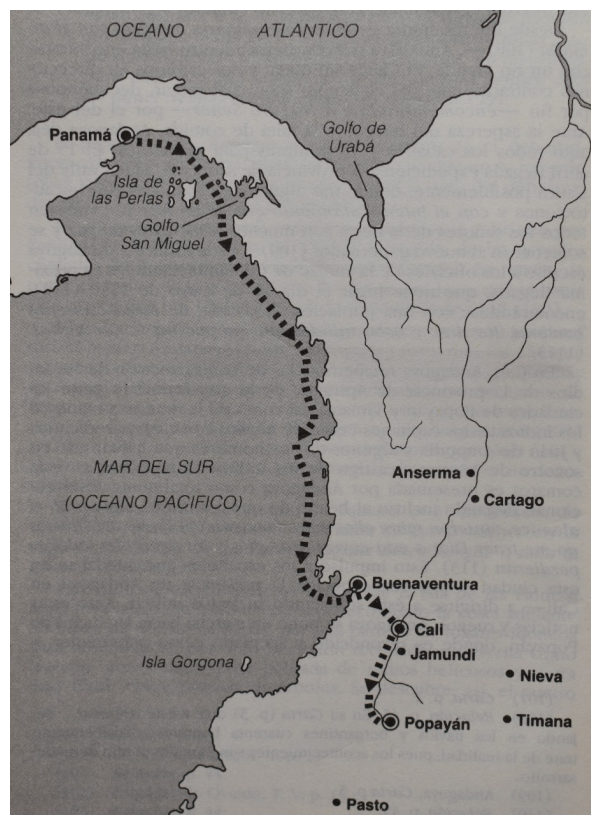 OCEANO ATLANTICO
Panamá
Golfo de
Urabá
Isla de
las Perlas
Golfo
San Miguel
MAR DEL SUR
(OCEANO PACIFICO)
Anserma
Cartago
Buenaventura
Cali
Jamundi
Isla Gorgona
Nieva
Popayán
Timana
Pasto